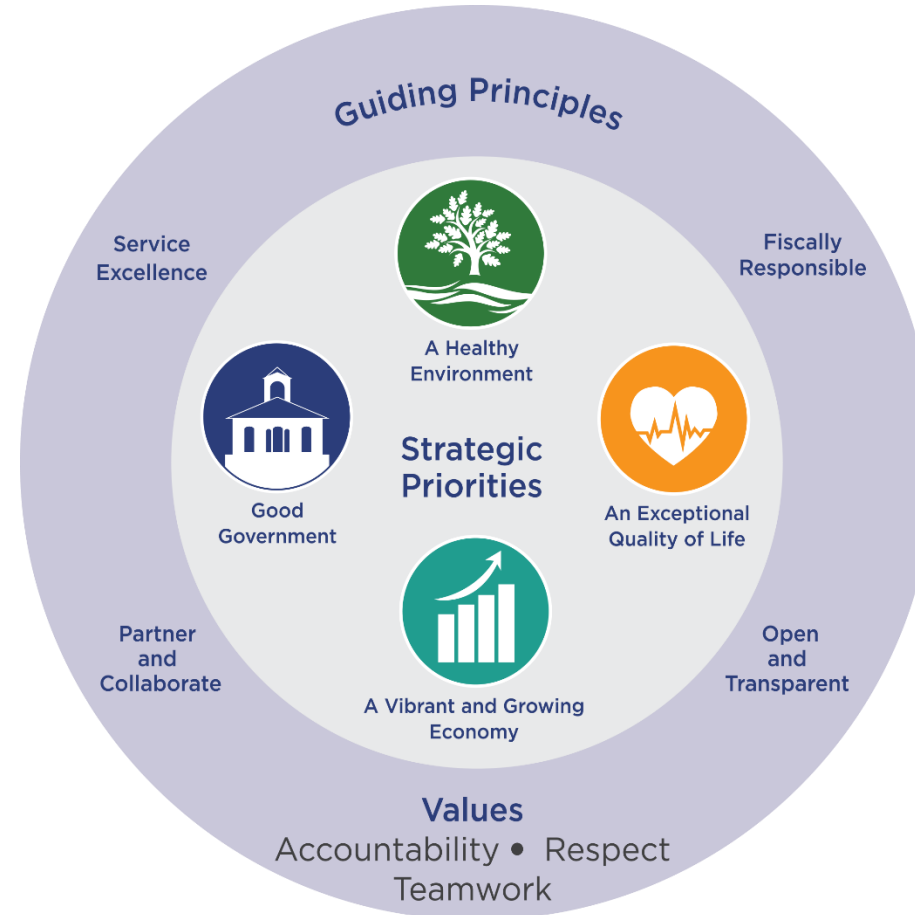 Guiding Principles
Service
Excellence
Fiscally
Responsible
A Healthy
Environment
Good
Government
Strategic
Priorities
An Exceptional
Quality of Life
Partner
and
Collaborate
Open
and
Transparent
A Vibrant and Growing
Economy
Values
Accountability • Respect
Teamwork